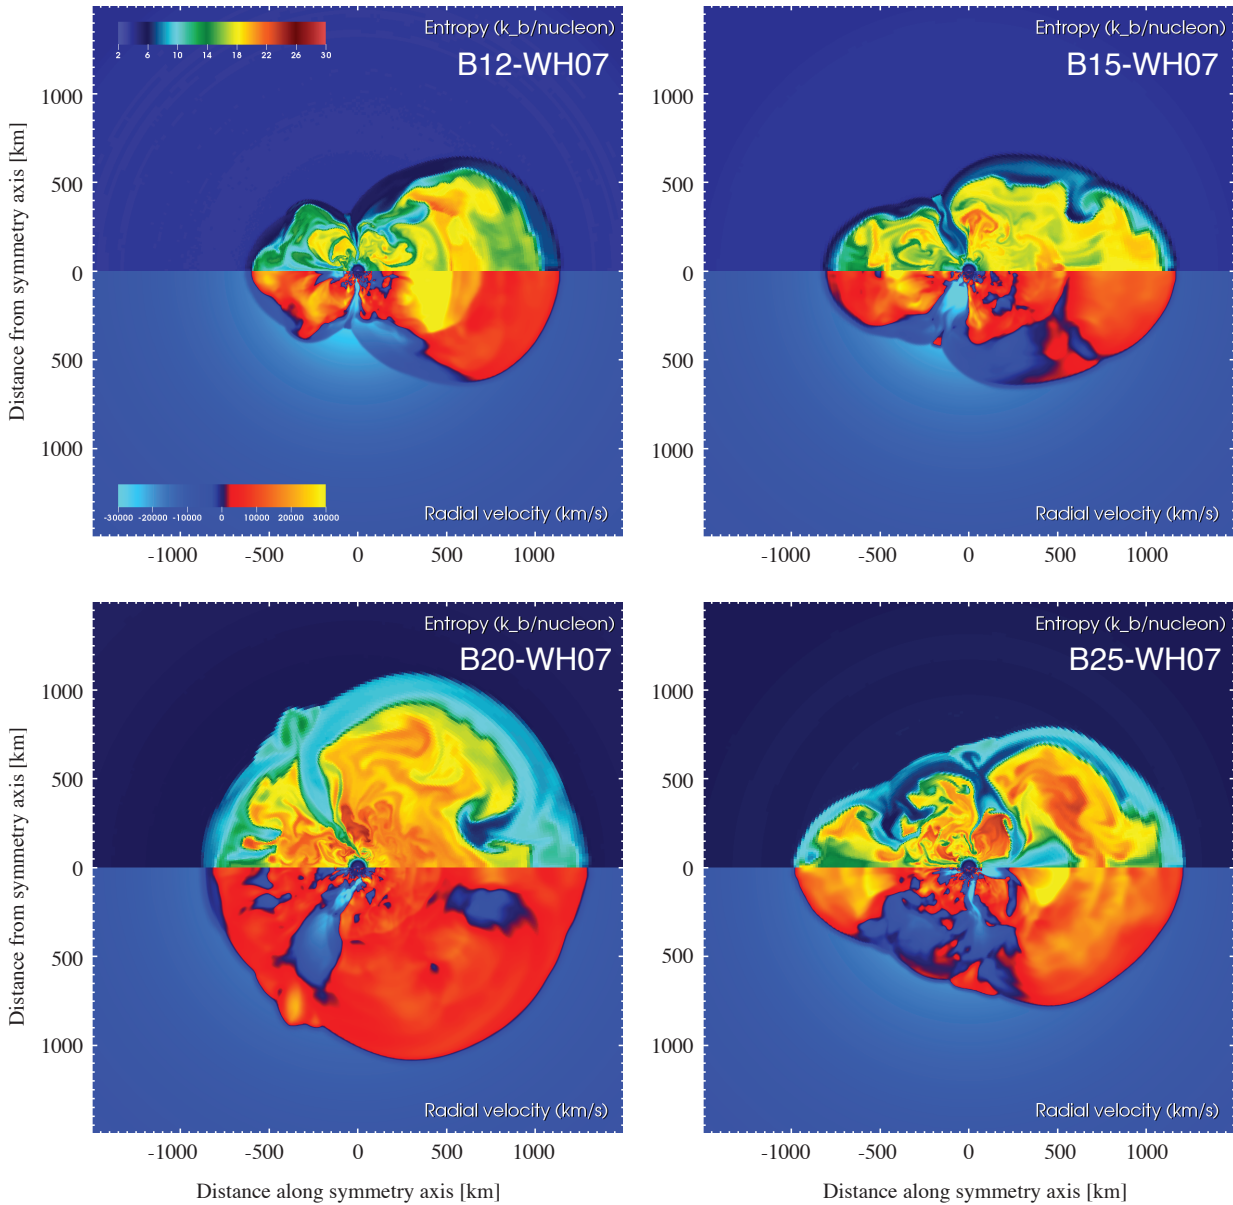 Entropy (k_b/nucleon)
2 6 10 14 18 22 26 30
B12-WH07
1000
500
0
500
1000
Distance from symmetry axis [km]
-30000 -20000 -10000 0 10000 20000 30000
Radial velocity (km/s)
-1000 -500 0 500 1000
Entropy (k_b/nucleon)
B15-WH07
1000
500
0
500
1000
Radial velocity (km/s)
-1000 -500 0 500 1000
Entropy (k_b/nucleon)
B20-WH07
1000
500
0
500
1000
Distance from symmetry axis [km]
Radial velocity (km/s)
-1000 -500 0 500 1000
Distance along symmetry axis [km]
Entropy (k_b/nucleon)
B25-WH07
1000
500
0
500
1000
Radial velocity (km/s)
-1000 -500 0 500 1000
Distance along symmetry axis [km]